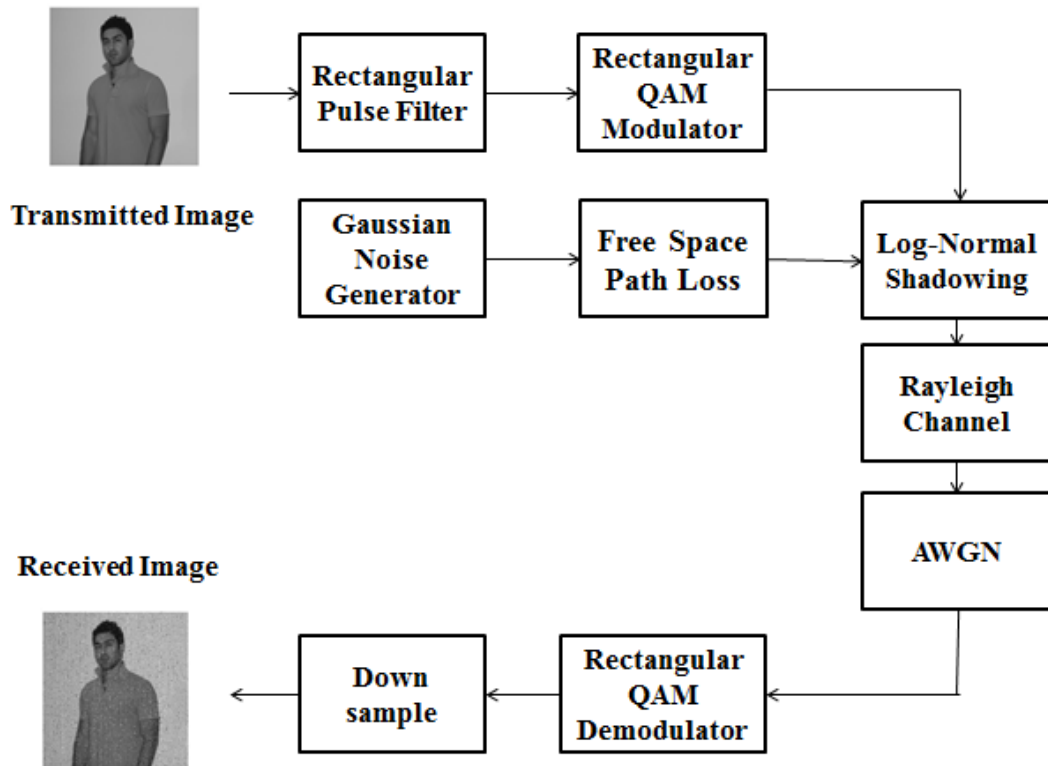 Rectangular
Pulse Filter
Rectangular
QAM
Modulator
Transmitted Image
Gaussian
Noise
Generator
Free Space
Path Loss
Log-Normal
Shadowing
Rayleigh
Channel
AWGN
Received Image
Down
sample
Rectangular
QAM
Demodulator